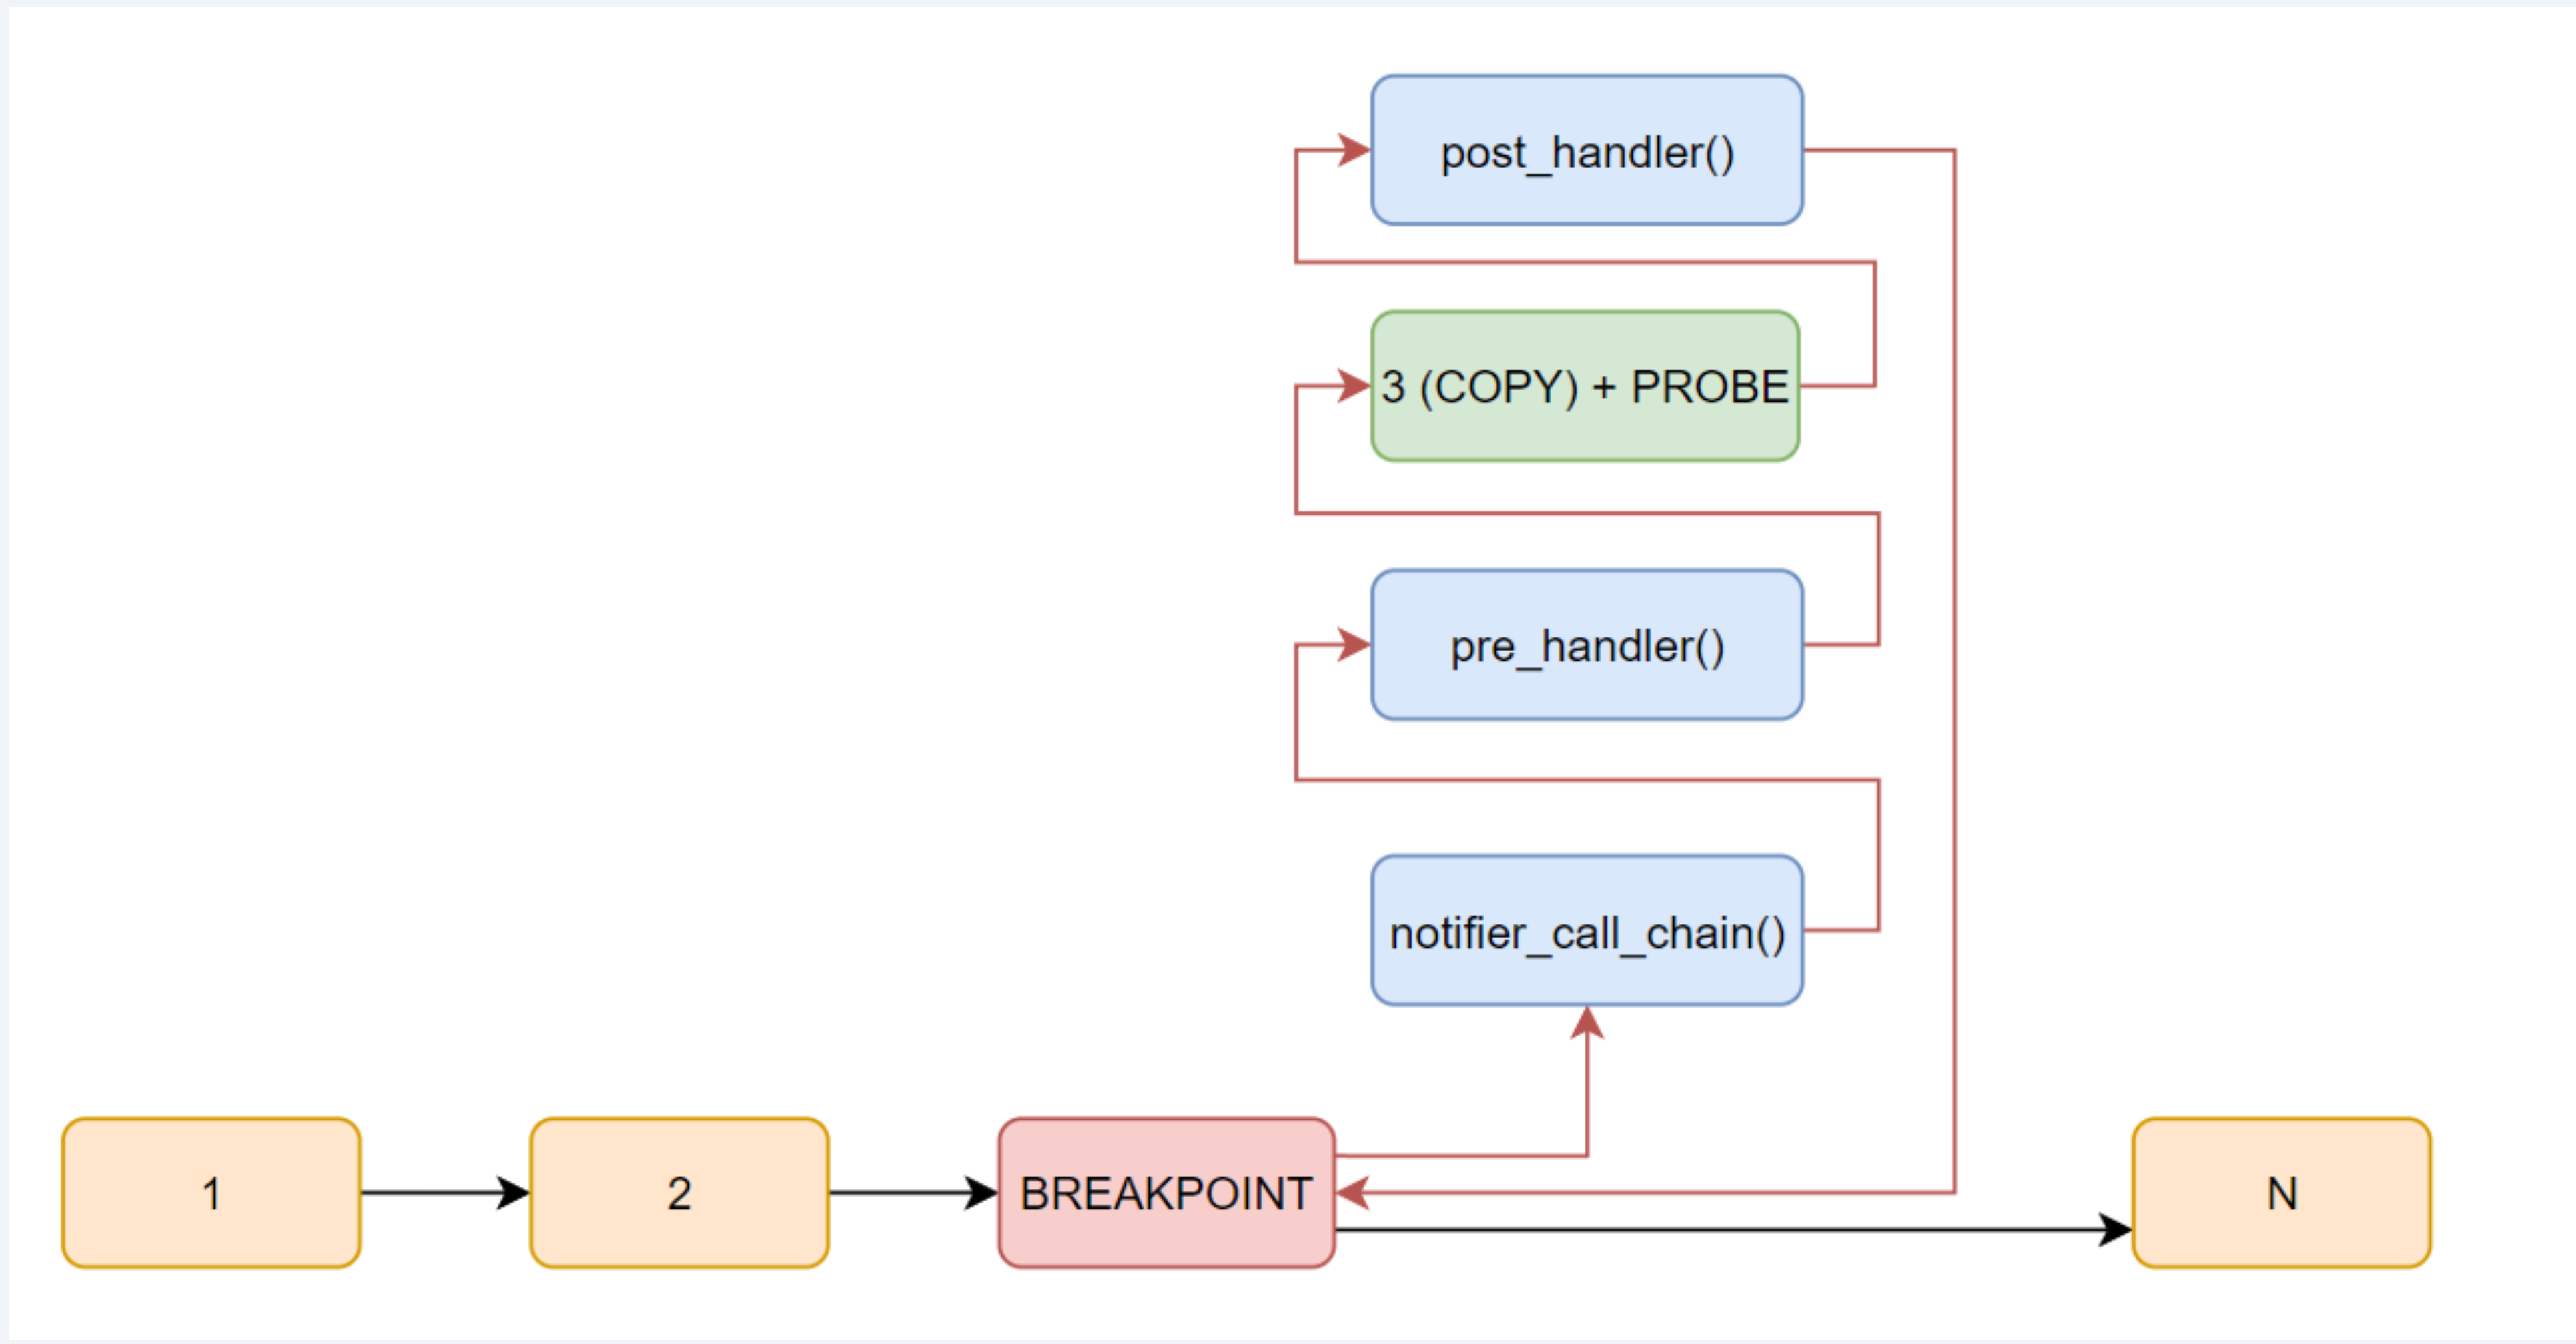 post_handler()
3 (COPY) + PROBE
pre_handler()
notifier_call_chain()
1
2
BREAKPOINT
N